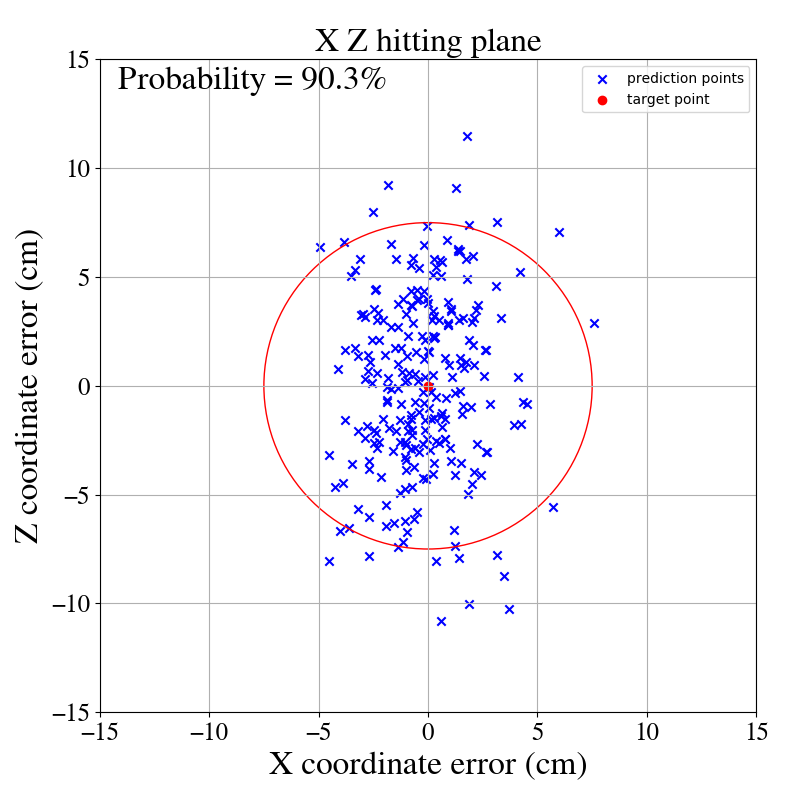 X Z hitting plane
Probability = 90.3%
prediction points
target point
15
10
5
0
−5
−10
−15
Z coordinate error (cm)
−15 −10 −5 0 5 10 15
X coordinate error (cm)